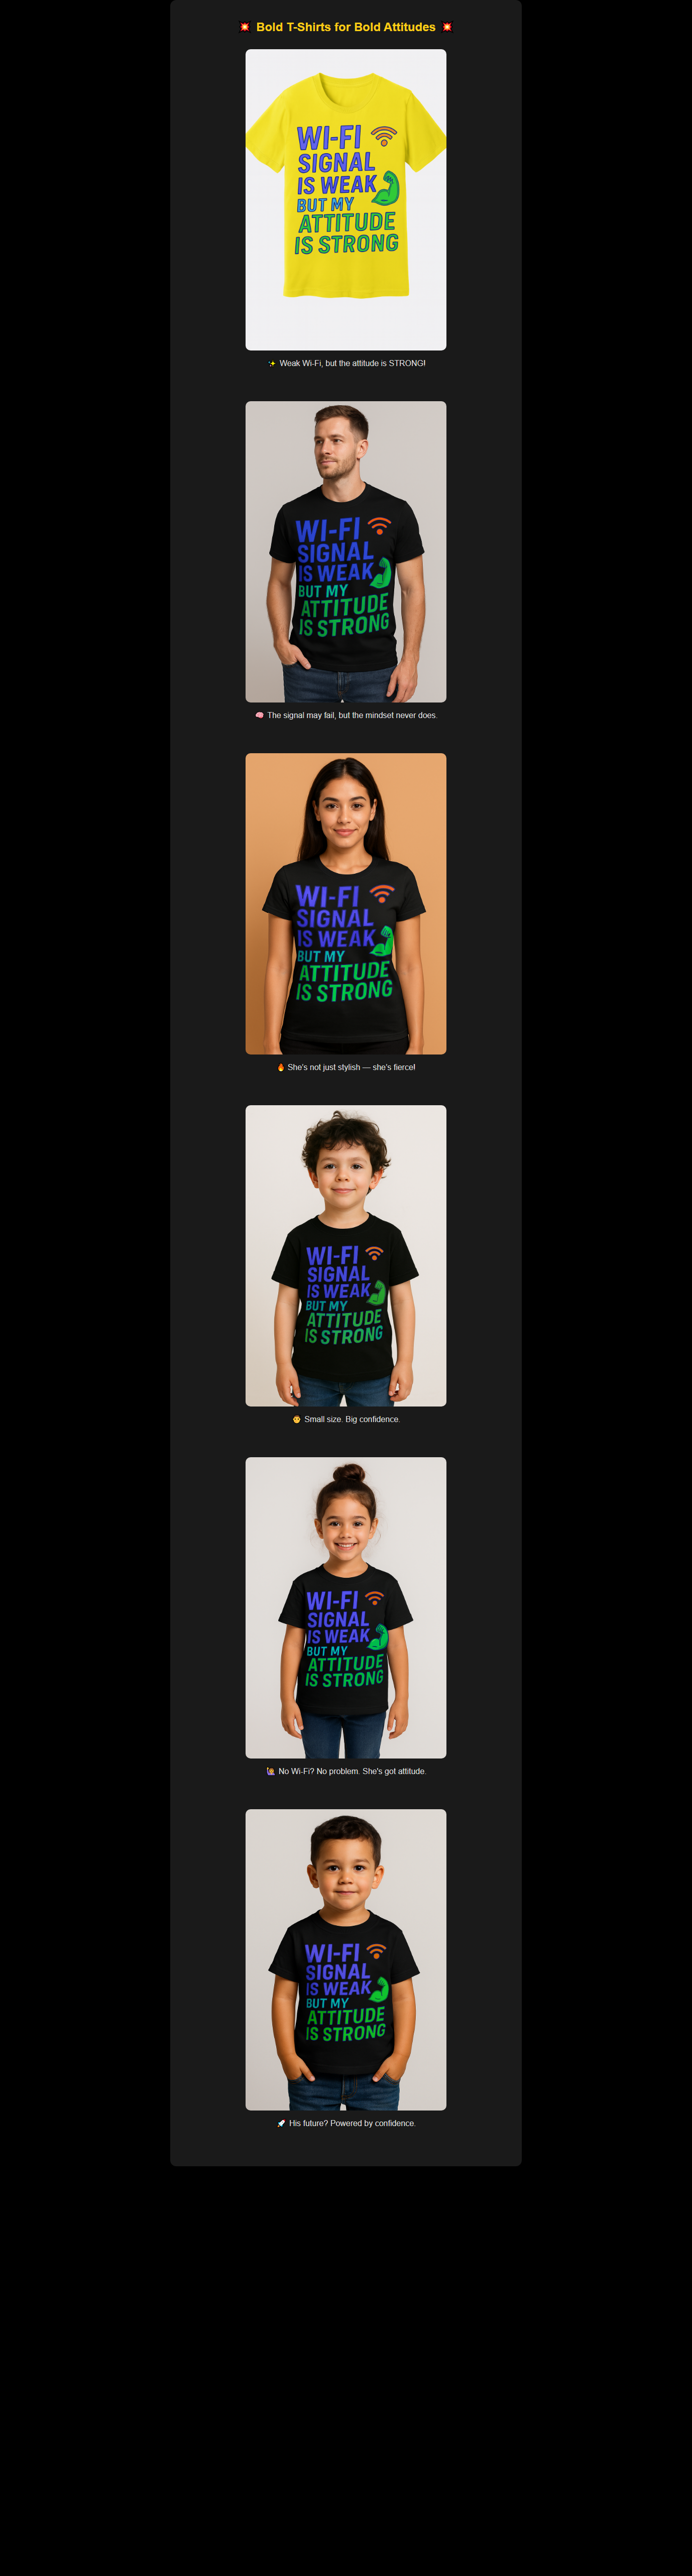 💥 Bold T-Shirts for Bold Attitudes 💥
WI-FI
SIGNAL
IS WEAK
BUT MY
ATTITUDE
IS STRONG
✨ Weak Wi-Fi, but the attitude is STRONG!
WI-FI
SIGNAL
IS WEAK
BUT MY
ATTITUDE
IS STRONG
🧠 The signal may fail, but the mindset never does.
WI-FI
SIGNAL
IS WEAK
BUT MY
ATTITUDE
IS STRONG
🔥 She's not just stylish — she's fierce!
WI-FI
SIGNAL
IS WEAK
BUT MY
ATTITUDE
IS STRONG
👶 Small size. Big confidence.
WI-FI
SIGNAL
IS WEAK
BUT MY
ATTITUDE
IS STRONG
🙋🏽‍♀️ No Wi-Fi? No problem. She's got attitude.
WI-FI
SIGNAL
IS WEAK
BUT MY
ATTITUDE
IS STRONG
🚀 His future? Powered by confidence.